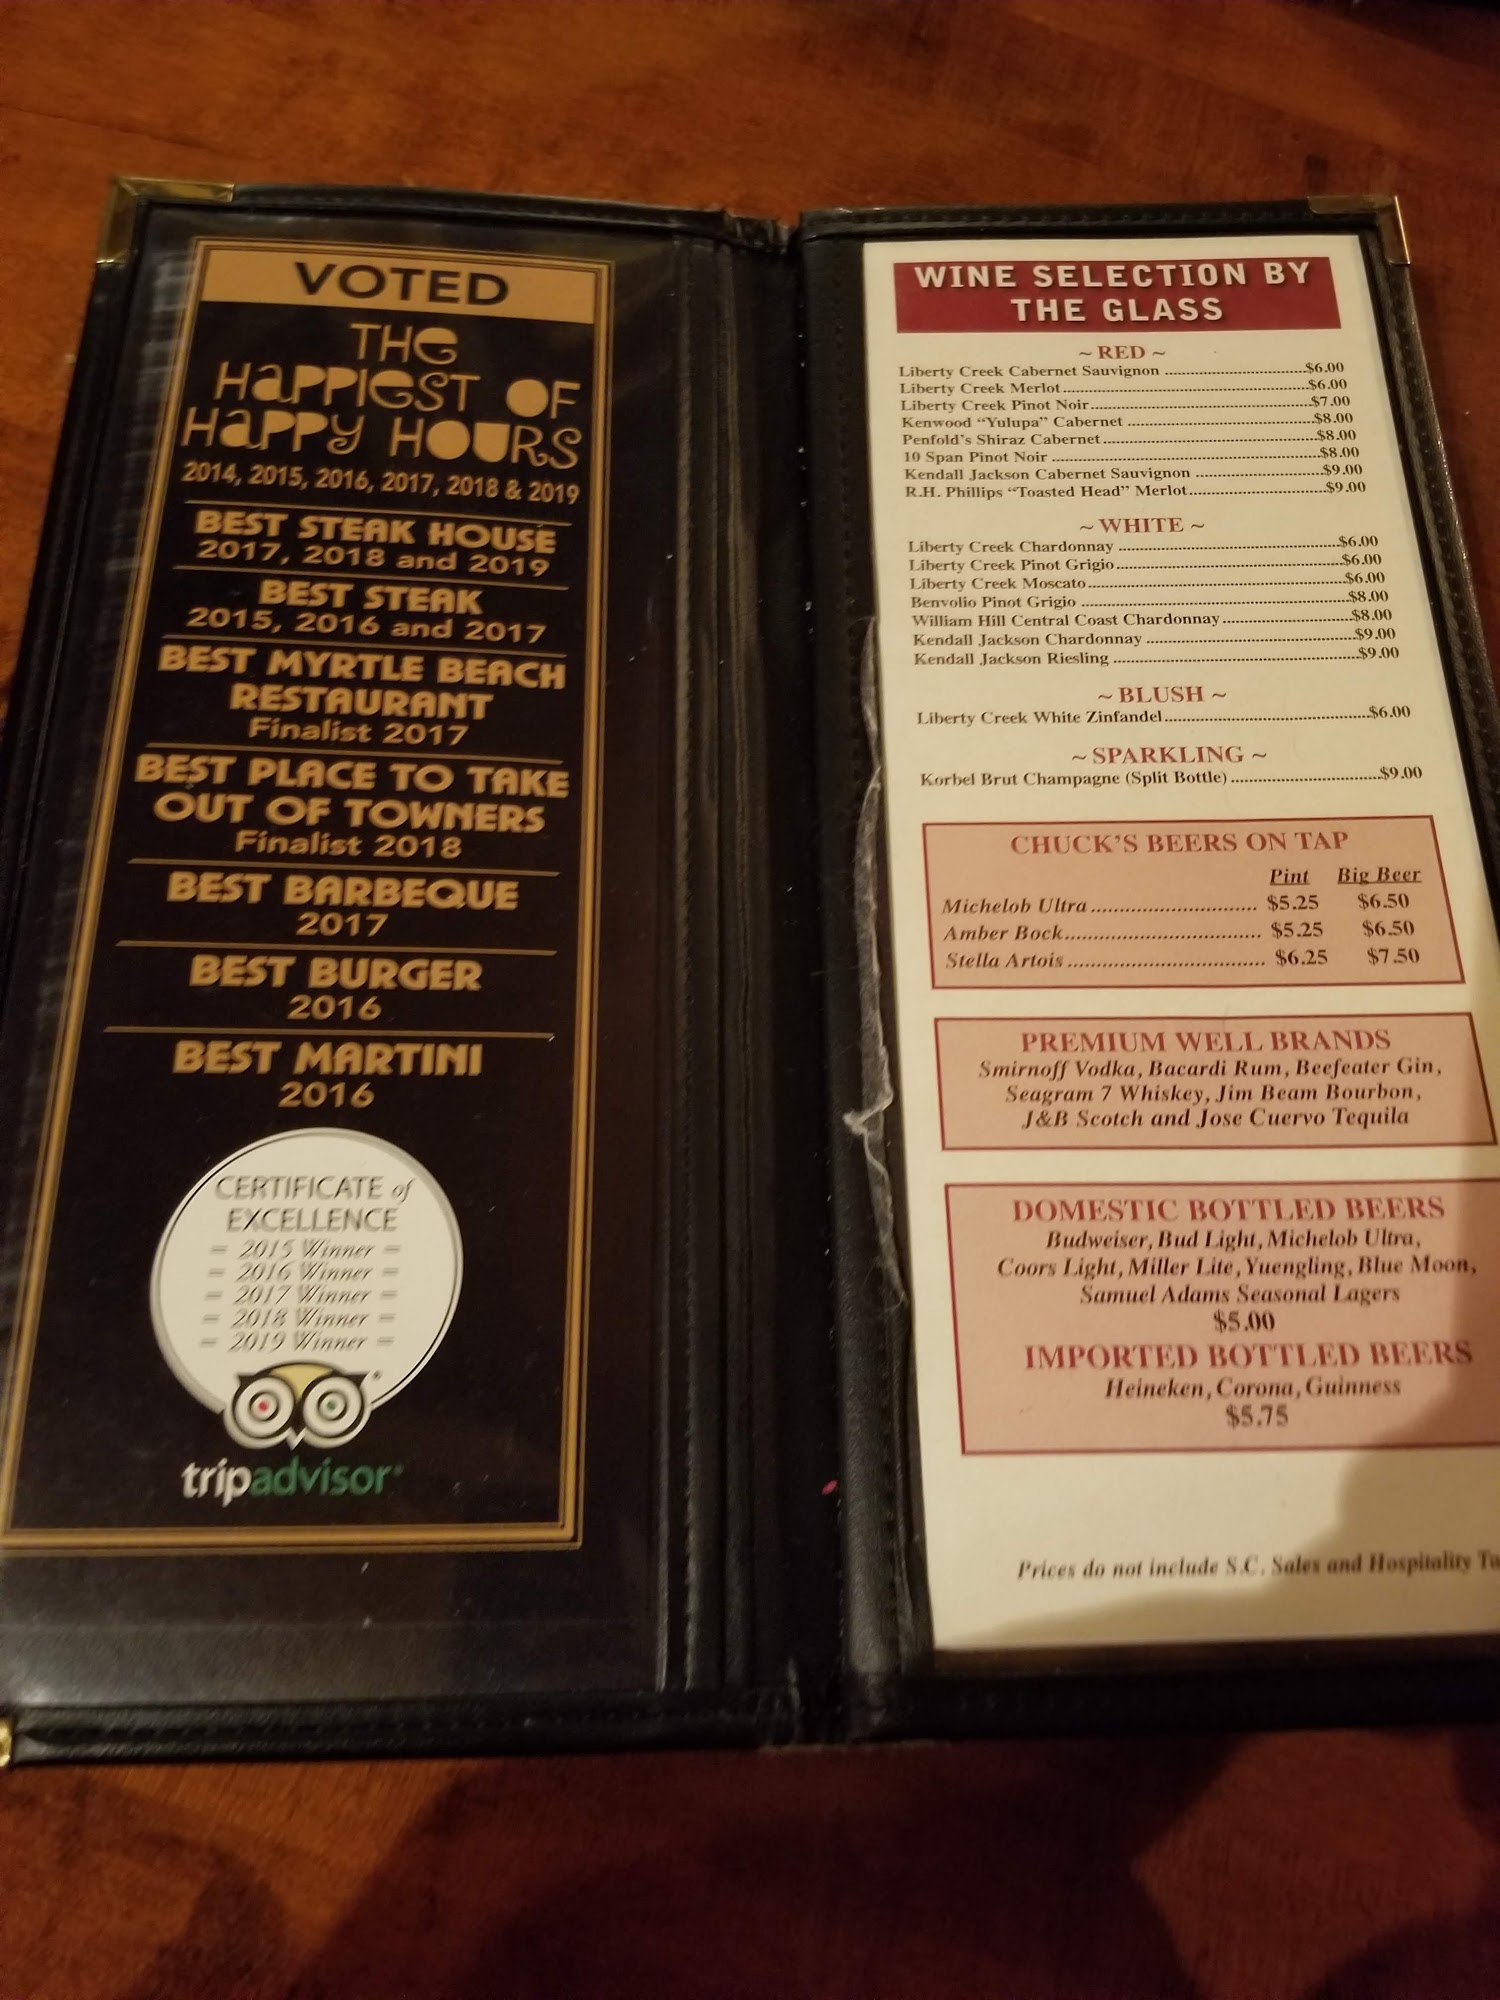 VOTED
THE
HAPPIEST OF
HAPPY HOURS
2014, 2015, 2016, 2017, 2018 & 2019
BEST STEAK HOUSE
2017, 2018 and 2019
BEST STEAK
2015, 2016 and 2017
BEST MYRTLE BEACH
RESTAURANT
Finalist 2017
BEST PLACE TO TAKE
OUT OF TOWNERS
Finalist 2018
BEST BARBEQUE
2017
BEST BURGER
2016
BEST MARTINI
2016
CERTIFICATE of
EXCELLENCE
= 2015 Winner =
= 2016 Winner =
= 2017 Winner =
= 2018 Winner =
= 2019 Winner =
tripadvisor®
WINE SELECTION BY
THE GLASS
~ RED ~
Liberty Creek Cabernet Sauvignon ................................$6.00
Liberty Creek Merlot................................$6.00
Liberty Creek Pinot Noir................................$7.00
Kenwood “Yulupa” Cabernet ................................$8.00
Penfold’s Shiraz Cabernet................................$8.00
10 Span Pinot Noir ................................$8.00
Kendall Jackson Cabernet Sauvignon ................................$9.00
R.H. Phillips “Toasted Head” Merlot................................$9.00
~ WHITE ~
Liberty Creek Chardonnay ................................$6.00
Liberty Creek Pinot Grigio................................$6.00
Liberty Creek Moscato................................$6.00
Benvolio Pinot Grigio ................................$8.00
William Hill Central Coast Chardonnay................................$8.00
Kendall Jackson Chardonnay ................................$9.00
Kendall Jackson Riesling ................................$9.00
~ BLUSH ~
Liberty Creek White Zinfandel................................$6.00
~ SPARKLING ~
Korbel Brut Champagne (Split Bottle) ................................$9.00
CHUCK’S BEERS ON TAP
Pint Big Beer
Michelob Ultra ................................ $5.25 $6.50
Amber Bock................................ $5.25 $6.50
Stella Artois ................................ $6.25 $7.50
PREMIUM WELL BRANDS
Smirnoff Vodka, Bacardi Rum, Beefeater Gin,
Seagram 7 Whiskey, Jim Beam Bourbon,
J&B Scotch and Jose Cuervo Tequila
DOMESTIC BOTTLED BEERS
Budweiser, Bud Light, Michelob Ultra,
Coors Light, Miller Lite, Yuengling, Blue Moon,
Samuel Adams Seasonal Lagers
$5.00
IMPORTED BOTTLED BEERS
Heineken, Corona, Guinness
$5.75
Prices do not include S.C. Sales and Hospitality